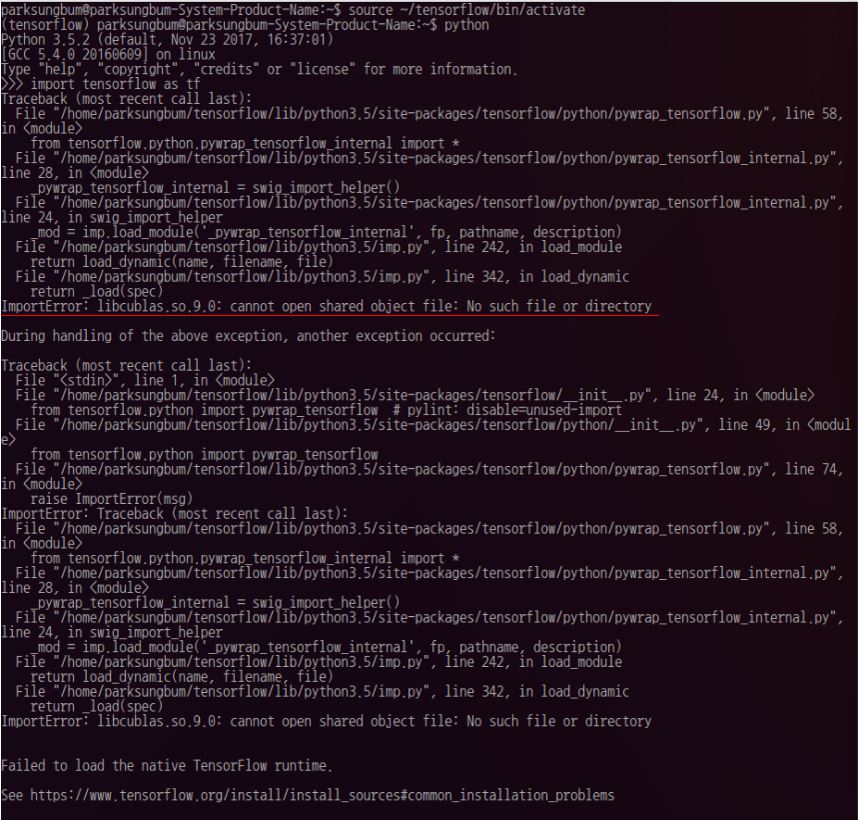 parksungbum@parksungbum-System-Product-Name:~$ source ~/tensorflow/bin/activate
(tensorflow) parksungbum@parksungbum-System-Product-Name:~$ python
Python 3.5.2 (default, Nov 23 2017, 16:37:01)
[GCC 5.4.0 20160609] on linux
Type "help", "copyright", "credits" or "license" for more information.
>>> import tensorflow as tf
Traceback (most recent call last):
  File "/home/parksungbum/tensorflow/lib/python3.5/site-packages/tensorflow/python/pywrap_tensorflow.py", line 58,
in <module>
    from tensorflow.python.pywrap_tensorflow_internal import *
  File "/home/parksungbum/tensorflow/lib/python3.5/site-packages/tensorflow/python/pywrap_tensorflow_internal.py",
line 28, in <module>
    _pywrap_tensorflow_internal = swig_import_helper()
  File "/home/parksungbum/tensorflow/lib/python3.5/site-packages/tensorflow/python/pywrap_tensorflow_internal.py",
line 24, in swig_import_helper
    _mod = imp.load_module('_pywrap_tensorflow_internal', fp, pathname, description)
  File "/home/parksungbum/tensorflow/lib/python3.5/imp.py", line 242, in load_module
    return load_dynamic(name, filename, file)
  File "/home/parksungbum/tensorflow/lib/python3.5/imp.py", line 342, in load_dynamic
    return _load(spec)
ImportError: libcublas.so.9.0: cannot open shared object file: No such file or directory

During handling of the above exception, another exception occurred:

Traceback (most recent call last):
  File "<stdin>", line 1, in <module>
  File "/home/parksungbum/tensorflow/lib/python3.5/site-packages/tensorflow/__init__.py", line 24, in <module>
    from tensorflow.python import pywrap_tensorflow  # pylint: disable=unused-import
  File "/home/parksungbum/tensorflow/lib/python3.5/site-packages/tensorflow/python/__init__.py", line 49, in <modul
e>
    from tensorflow.python import pywrap_tensorflow
  File "/home/parksungbum/tensorflow/lib/python3.5/site-packages/tensorflow/python/pywrap_tensorflow.py", line 74,
in <module>
    raise ImportError(msg)
ImportError: Traceback (most recent call last):
  File "/home/parksungbum/tensorflow/lib/python3.5/site-packages/tensorflow/python/pywrap_tensorflow.py", line 58,
in <module>
    from tensorflow.python.pywrap_tensorflow_internal import *
  File "/home/parksungbum/tensorflow/lib/python3.5/site-packages/tensorflow/python/pywrap_tensorflow_internal.py",
line 28, in <module>
    _pywrap_tensorflow_internal = swig_import_helper()
  File "/home/parksungbum/tensorflow/lib/python3.5/site-packages/tensorflow/python/pywrap_tensorflow_internal.py",
line 24, in swig_import_helper
    _mod = imp.load_module('_pywrap_tensorflow_internal', fp, pathname, description)
  File "/home/parksungbum/tensorflow/lib/python3.5/imp.py", line 242, in load_module
    return load_dynamic(name, filename, file)
  File "/home/parksungbum/tensorflow/lib/python3.5/imp.py", line 342, in load_dynamic
    return _load(spec)
ImportError: libcublas.so.9.0: cannot open shared object file: No such file or directory

Failed to load the native TensorFlow runtime.

See https://www.tensorflow.org/install/install_sources#common_installation_problems